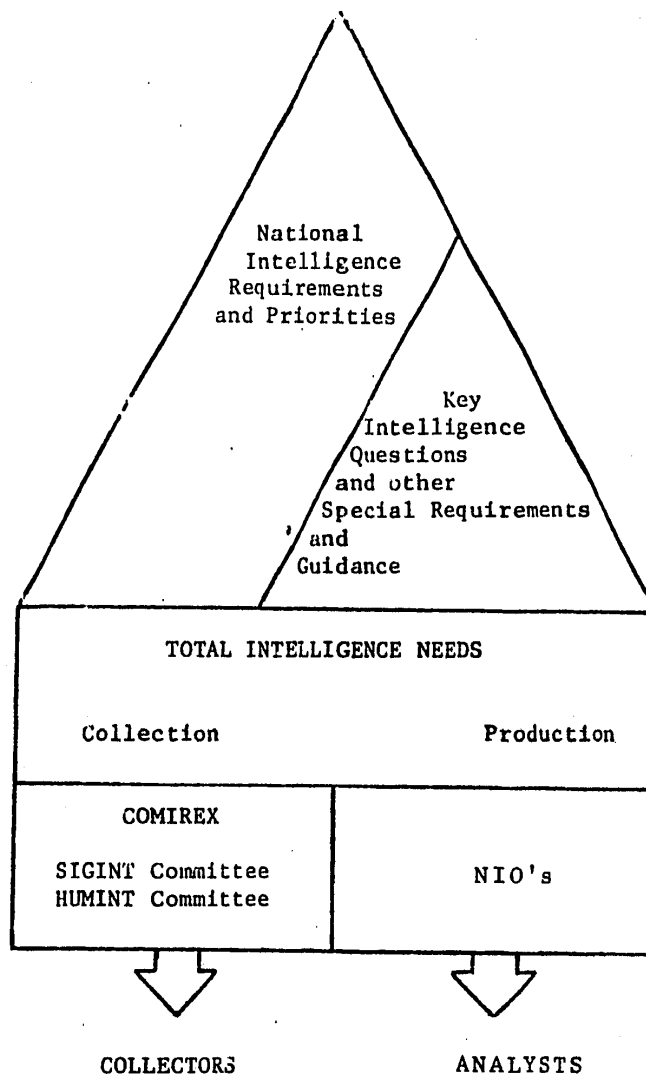 National
Intelligence
Requirements
and Priorities
Key
Intelligence
Questions
and other
Special Requirements
and
Guidance
TOTAL INTELLIGENCE NEEDS
Collection Production
COMIREX
SIGINT Committee
HUMINT Committee
NIO's
COLLECTORS ANALYSTS